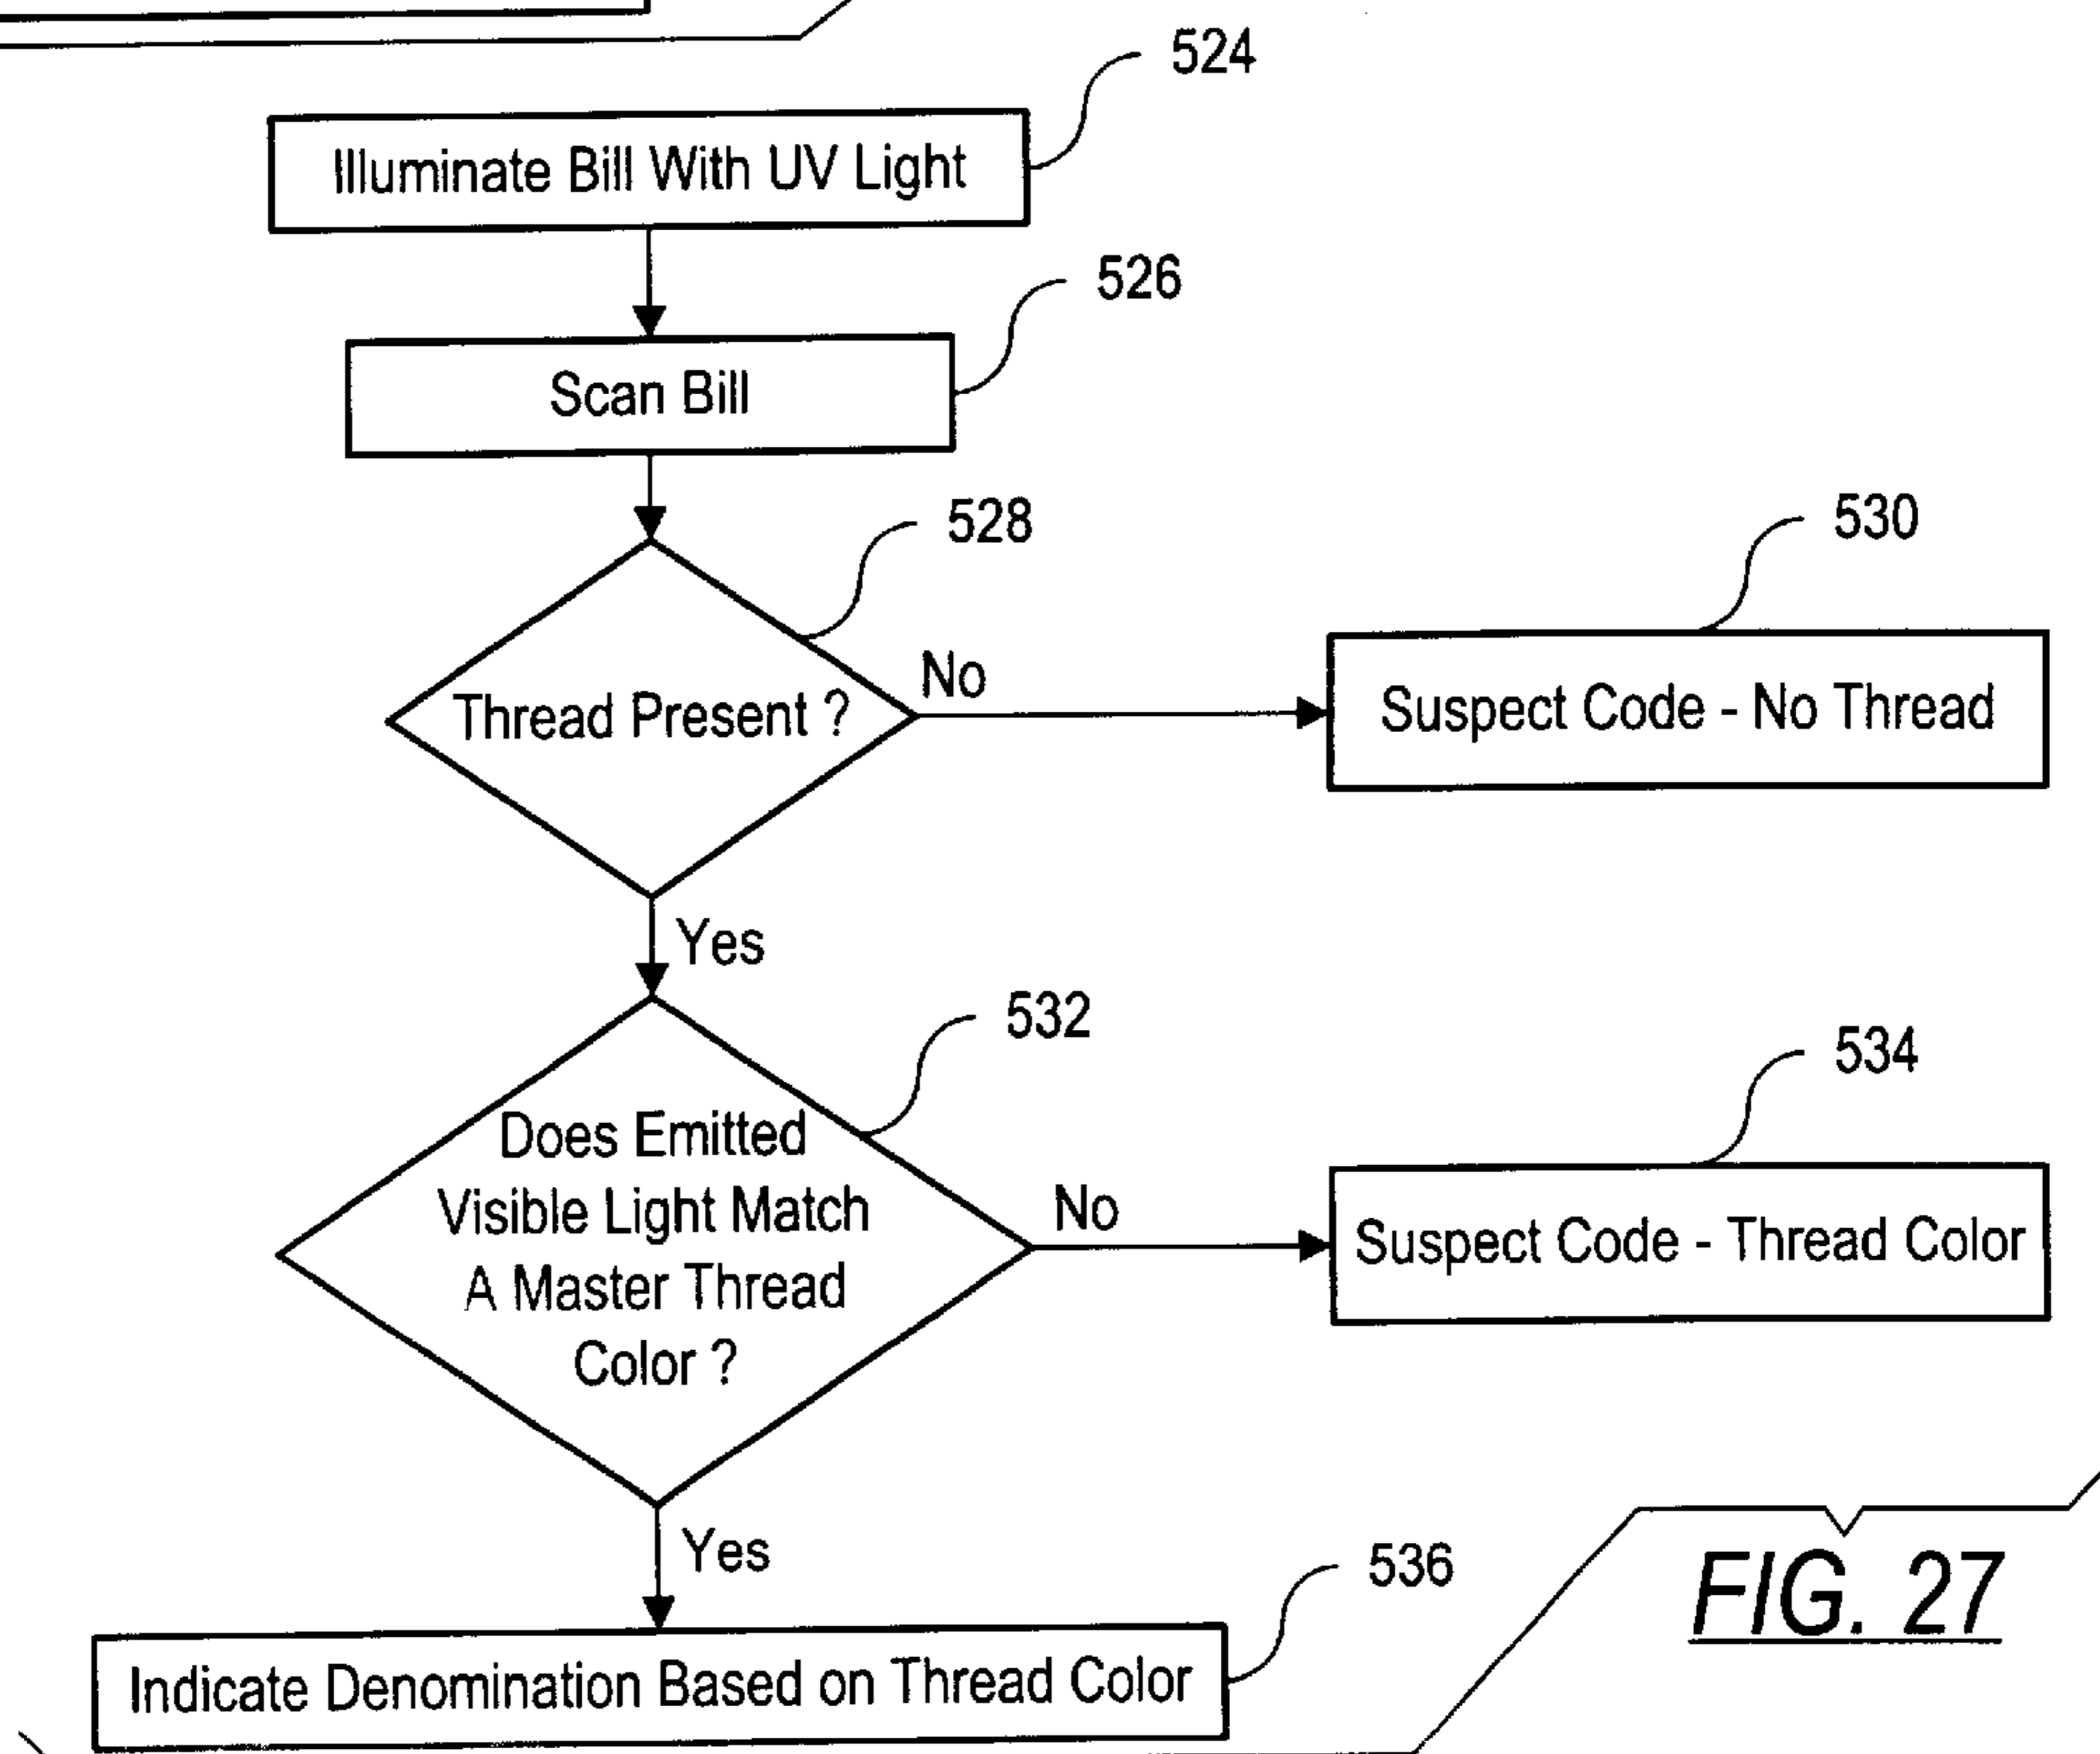 524
Illuminate Bill With UV Light
526
Scan Bill
528
530
Thread Present ?
No
Suspect Code - No Thread
Yes
532
534
Does Emitted
Visible Light Match
A Master Thread
Color ?
No
Suspect Code - Thread Color
Yes
536
Indicate Denomination Based on Thread Color
FIG. 27